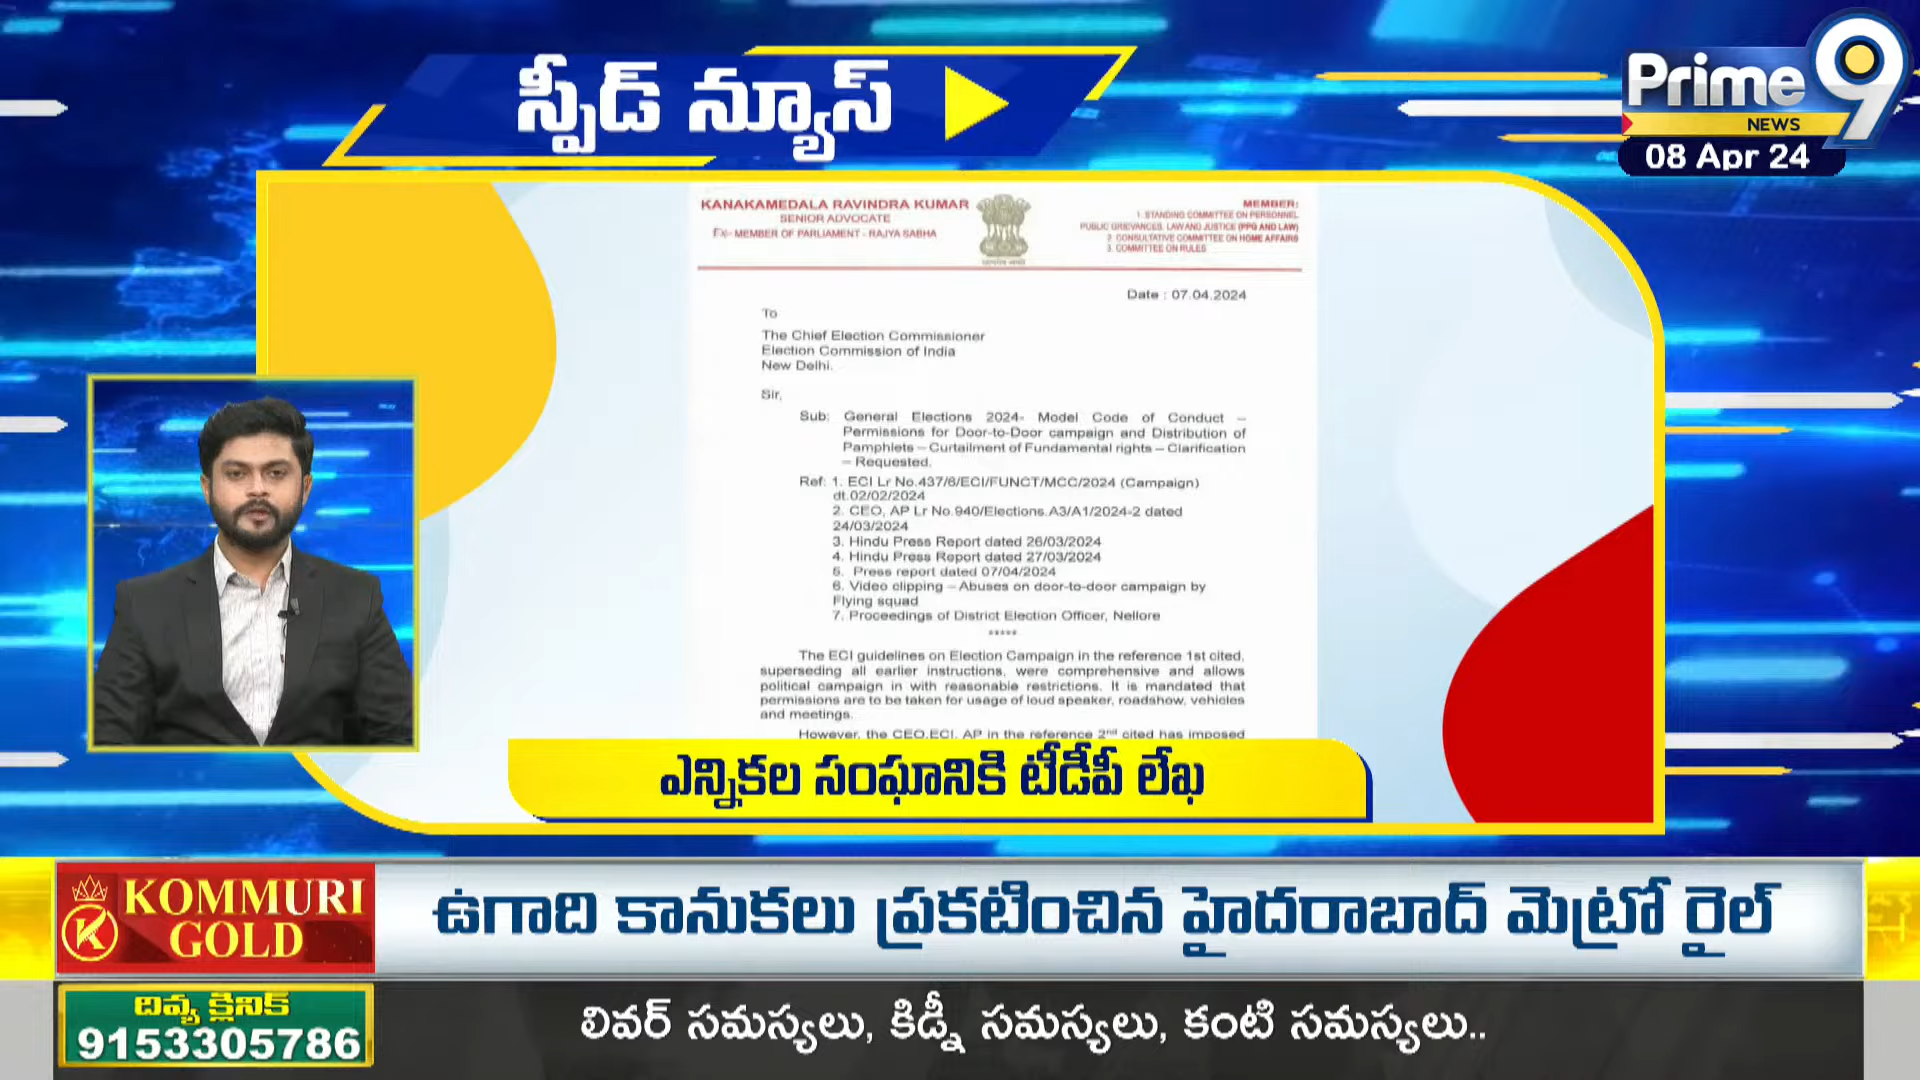 స్పీడ్ న్యూస్
Prime 9
NEWS
08 Apr 24
KANAKAMEDALA RAVINDRA KUMAR
SENIOR ADVOCATE
Ex- MEMBER OF PARLIAMENT - RAJYA SABHA
MEMBER:
1. STANDING COMMITTEE ON PERSONNEL
PUBLIC GRIEVANCES, LAW AND JUSTICE (PPG AND LAW)
2. CONSULTATIVE COMMITTEE ON HOME AFFAIRS
3. COMMITTEE ON RULES
Date : 07.04.2024
To
The Chief Election Commissioner
Election Commission of India
New Delhi.
Sir,
Sub: General Elections 2024- Model Code of Conduct –
Permissions for Door-to-Door campaign and Distribution of
Pamphlets – Curtailment of Fundamental rights – Clarification
– Requested.
Ref: 1. ECI Lr No.437/6/ECI/FUNCT/MCC/2024 (Campaign)
dt.02/02/2024
2. CEO, AP Lr No.940/Elections.A3/A1/2024-2 dated
24/03/2024
3. Hindu Press Report dated 26/03/2024
4. Hindu Press Report dated 27/03/2024
5. Press report dated 07/04/2024
6. Video clipping – Abuses on door-to-door campaign by
Flying squad
7. Proceedings of District Election Officer, Nellore
*****
The ECI guidelines on Election Campaign in the reference 1st cited,
superseding all earlier instructions, were comprehensive and allows
political campaign in with reasonable restrictions. It is mandated that
permissions are to be taken for usage of loud speaker, roadshow, vehicles
and meetings.
However, the CEO,ECI, AP in the reference 2nd cited has imposed
ఎన్నికల సంఘానికి టీడీపీ లేఖ
KOMMURI
GOLD
ఉగాది కానుకలు ప్రకటించిన హైదరాబాద్ మెట్రో రైల్
దివ్య క్లినిక్
9153305786
లివర్ సమస్యలు, కిడ్నీ సమస్యలు, కంటి సమస్యలు..